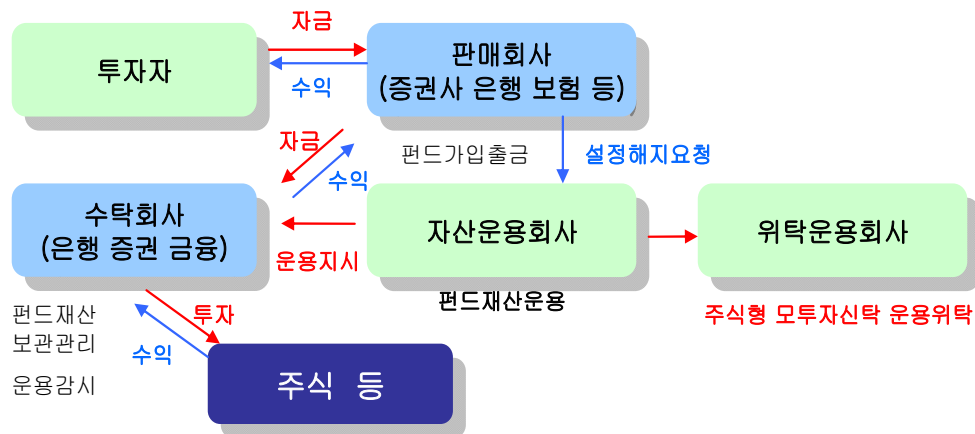 자금
투자자
판매회사
(증권사 은행 보험 등)
수익
자금
펀드가입출금
설정해지요청
수익
수탁회사
(은행 증권 금융)
자산운용회사
위탁운용회사
운용지시
펀드재산운용
펀드재산
보관관리
투자
주식형 모투자신탁 운용위탁
수익
운용감시
주식 등